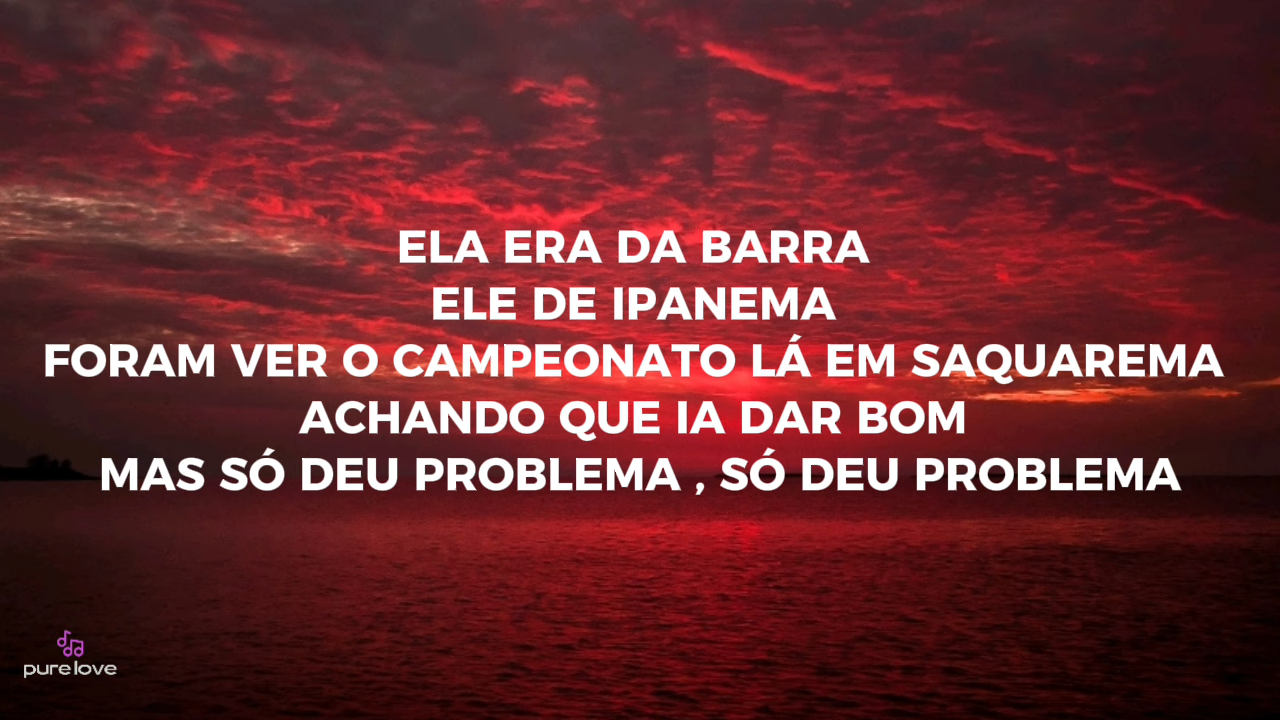 ELA ERA DA BARRA
ELE DE IPANEMA
FORAM VER O CAMPEONATO LÁ EM SAQUAREMA
ACHANDO QUE IA DAR BOM
MAS SÓ DEU PROBLEMA , SÓ DEU PROBLEMA
pure love